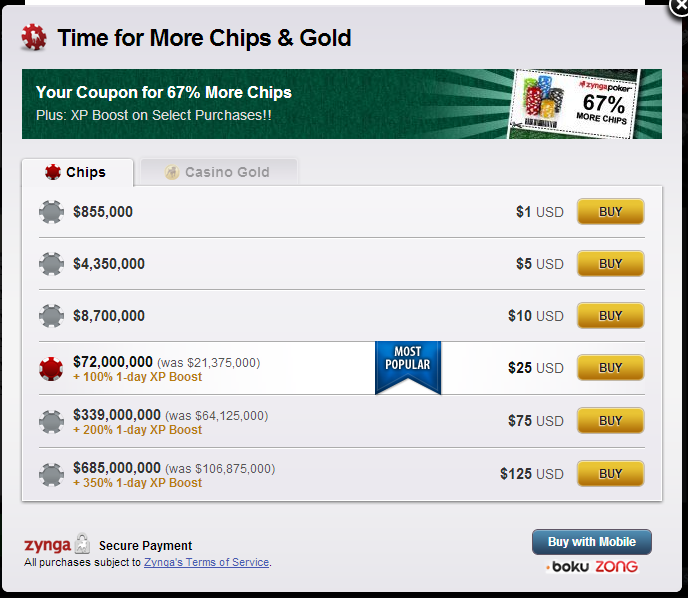 Time for More Chips & Gold
Your Coupon for 67% More Chips
Plus: XP Boost on Select Purchases!!
zyngapoker
67%
MORE CHIPS
Chips
Casino Gold
$855,000
$1 USD
BUY
$4,350,000
$5 USD
BUY
$8,700,000
$10 USD
BUY
$72,000,000 (was $21,375,000)
+ 100% 1-day XP Boost
MOST
POPULAR
$25 USD
BUY
$339,000,000 (was $64,125,000)
+ 200% 1-day XP Boost
$75 USD
BUY
$685,000,000 (was $106,875,000)
+ 350% 1-day XP Boost
$125 USD
BUY
zynga Secure Payment
All purchases subject to Zynga's Terms of Service.
Buy with Mobile
boku ZONG